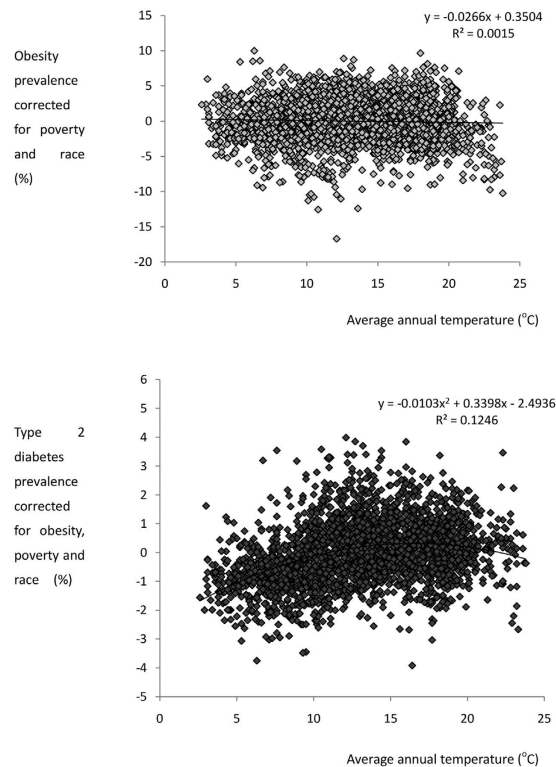 y = -0.0266x + 0.3504
R² = 0.0015
Obesity
prevalence
corrected
for poverty
and race
(%)
15
10
5
0
-5
-10
-15
-20
0 5 10 15 20 25
Average annual temperature (°C)
y = -0.0103x² + 0.3398x - 2.4936
R² = 0.1246
Type 2
diabetes
prevalence
corrected
for obesity,
poverty and
race (%)
6
5
4
3
2
1
0
-1
-2
-3
-4
-5
0 5 10 15 20 25
Average annual temperature (°C)